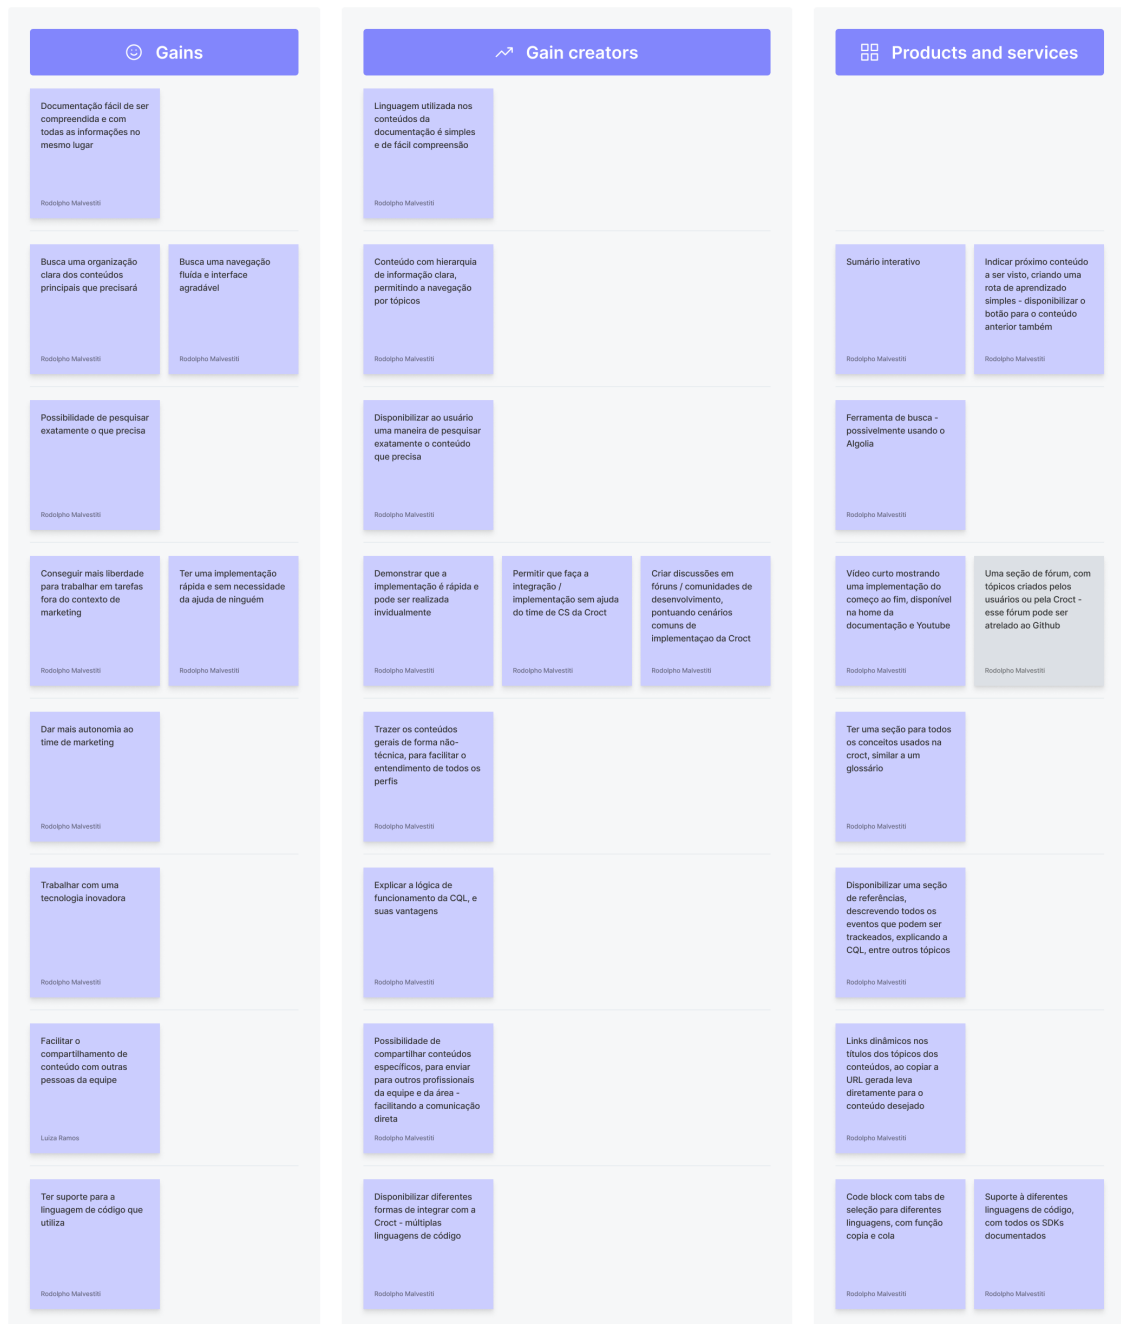 Gains
Gain creators
Products and services
Documentação fácil de ser
compreendida e com
todas as informações no
mesmo lugar
Rodolpho Malvestiti
Linguagem utilizada nos
conteúdos da
documentação é simples
e de fácil compreensão
Rodolpho Malvestiti
Busca uma organização
clara dos conteúdos
principais que precisará
Rodolpho Malvestiti
Busca uma navegação
fluída e interface
agradável
Rodolpho Malvestiti
Conteúdo com hierarquia
de informação clara,
permitindo a navegação
por tópicos
Rodolpho Malvestiti
Sumário interativo
Rodolpho Malvestiti
Indicar próximo conteúdo
a ser visto, criando uma
rota de aprendizado
simples - disponibilizar o
botão para o conteúdo
anterior também
Rodolpho Malvestiti
Possibilidade de pesquisar
exatamente o que precisa
Rodolpho Malvestiti
Disponibilizar ao usuário
uma maneira de pesquisar
exatamente o conteúdo
que precisa
Rodolpho Malvestiti
Ferramenta de busca -
possivelmente usando o
Algolia
Rodolpho Malvestiti
Conseguir mais liberdade
para trabalhar em tarefas
fora do contexto de
marketing
Rodolpho Malvestiti
Ter uma implementação
rápida e sem necessidade
da ajuda de ninguém
Rodolpho Malvestiti
Demonstrar que a
implementação é rápida e
pode ser realizada
invidualmente
Rodolpho Malvestiti
Permitir que faça a
integração /
implementação sem ajuda
do time de CS da Croct
Rodolpho Malvestiti
Criar discussões em
fóruns / comunidades de
desenvolvimento,
pontuando cenários
comuns de
implementaçao da Croct
Rodolpho Malvestiti
Vídeo curto mostrando
uma implementação do
começo ao fim, disponível
na home da
documentação e Youtube
Rodolpho Malvestiti
Uma seção de fórum, com
tópicos criados pelos
usuários ou pela Croct -
esse fórum pode ser
atrelado ao Github
Rodolpho Malvestiti
Dar mais autonomia ao
time de marketing
Rodolpho Malvestiti
Trazer os conteúdos
gerais de forma não-
técnica, para facilitar o
entendimento de todos os
perfis
Rodolpho Malvestiti
Ter uma seção para todos
os conceitos usados na
croct, similar a um
glossário
Rodolpho Malvestiti
Trabalhar com uma
tecnologia inovadora
Rodolpho Malvestiti
Explicar a lógica de
funcionamento da CQL, e
suas vantagens
Rodolpho Malvestiti
Disponibilizar uma seção
de referências,
descrevendo todos os
eventos que podem ser
trackeados, explicando a
CQL, entre outros tópicos
Rodolpho Malvestiti
Facilitar o
compartilhamento de
conteúdo com outras
pessoas da equipe
Luiza Ramos
Possibilidade de
compartilhar conteúdos
específicos, para enviar
para outros profissionais
da equipe e da área -
facilitando a comunicação
direta
Rodolpho Malvestiti
Links dinâmicos nos
títulos dos tópicos dos
conteúdos, ao copiar a
URL gerada leva
diretamente para o
conteúdo desejado
Rodolpho Malvestiti
Ter suporte para a
linguagem de código que
utiliza
Rodolpho Malvestiti
Disponibilizar diferentes
formas de integrar com a
Croct - múltiplas
linguagens de código
Rodolpho Malvestiti
Code block com tabs de
seleção para diferentes
linguagens, com função
copia e cola
Rodolpho Malvestiti
Suporte à diferentes
linguagens de código,
com todos os SDKs
documentados
Rodolpho Malvestiti